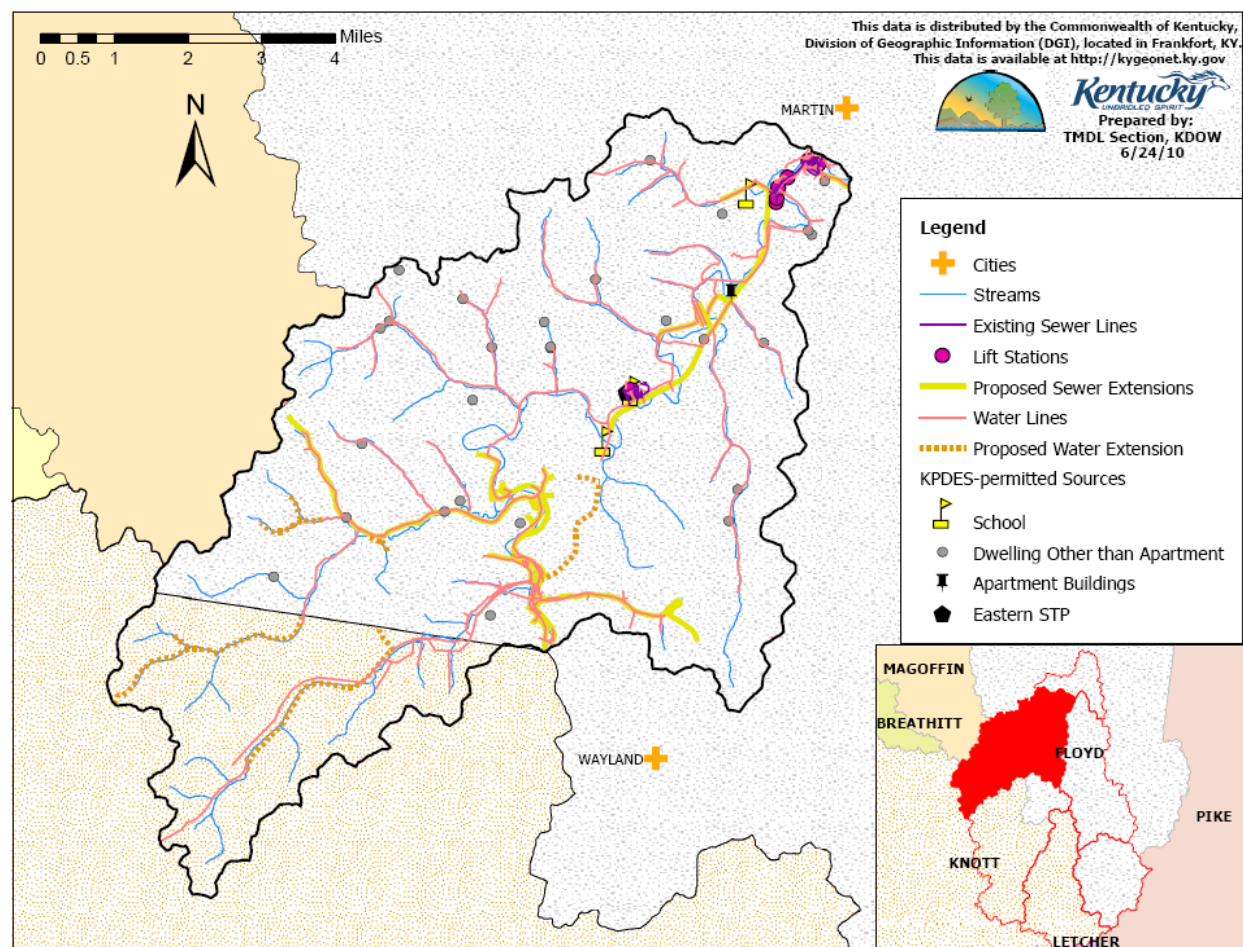 This data is distributed by the Commonwealth of Kentucky,
Division of Geographic Information (DGI), located in Frankfort, KY.
This data is available at http://kygeonet.ky.gov
Miles
0 0.5 1 2 3 4
N
MARTIN
Kentucky
UNBRIDLED SPIRIT
Prepared by:
TMDL Section, KDOW
6/24/10
Legend
Cities
Streams
Existing Sewer Lines
Lift Stations
Proposed Sewer Extensions
Water Lines
Proposed Water Extension
KPDES-permitted Sources
School
Dwelling Other than Apartment
Apartment Buildings
Eastern STP
WAYLAND
MAGOFFIN
BREATHITT
FLOYD
PIKE
KNOTT
LETCHER